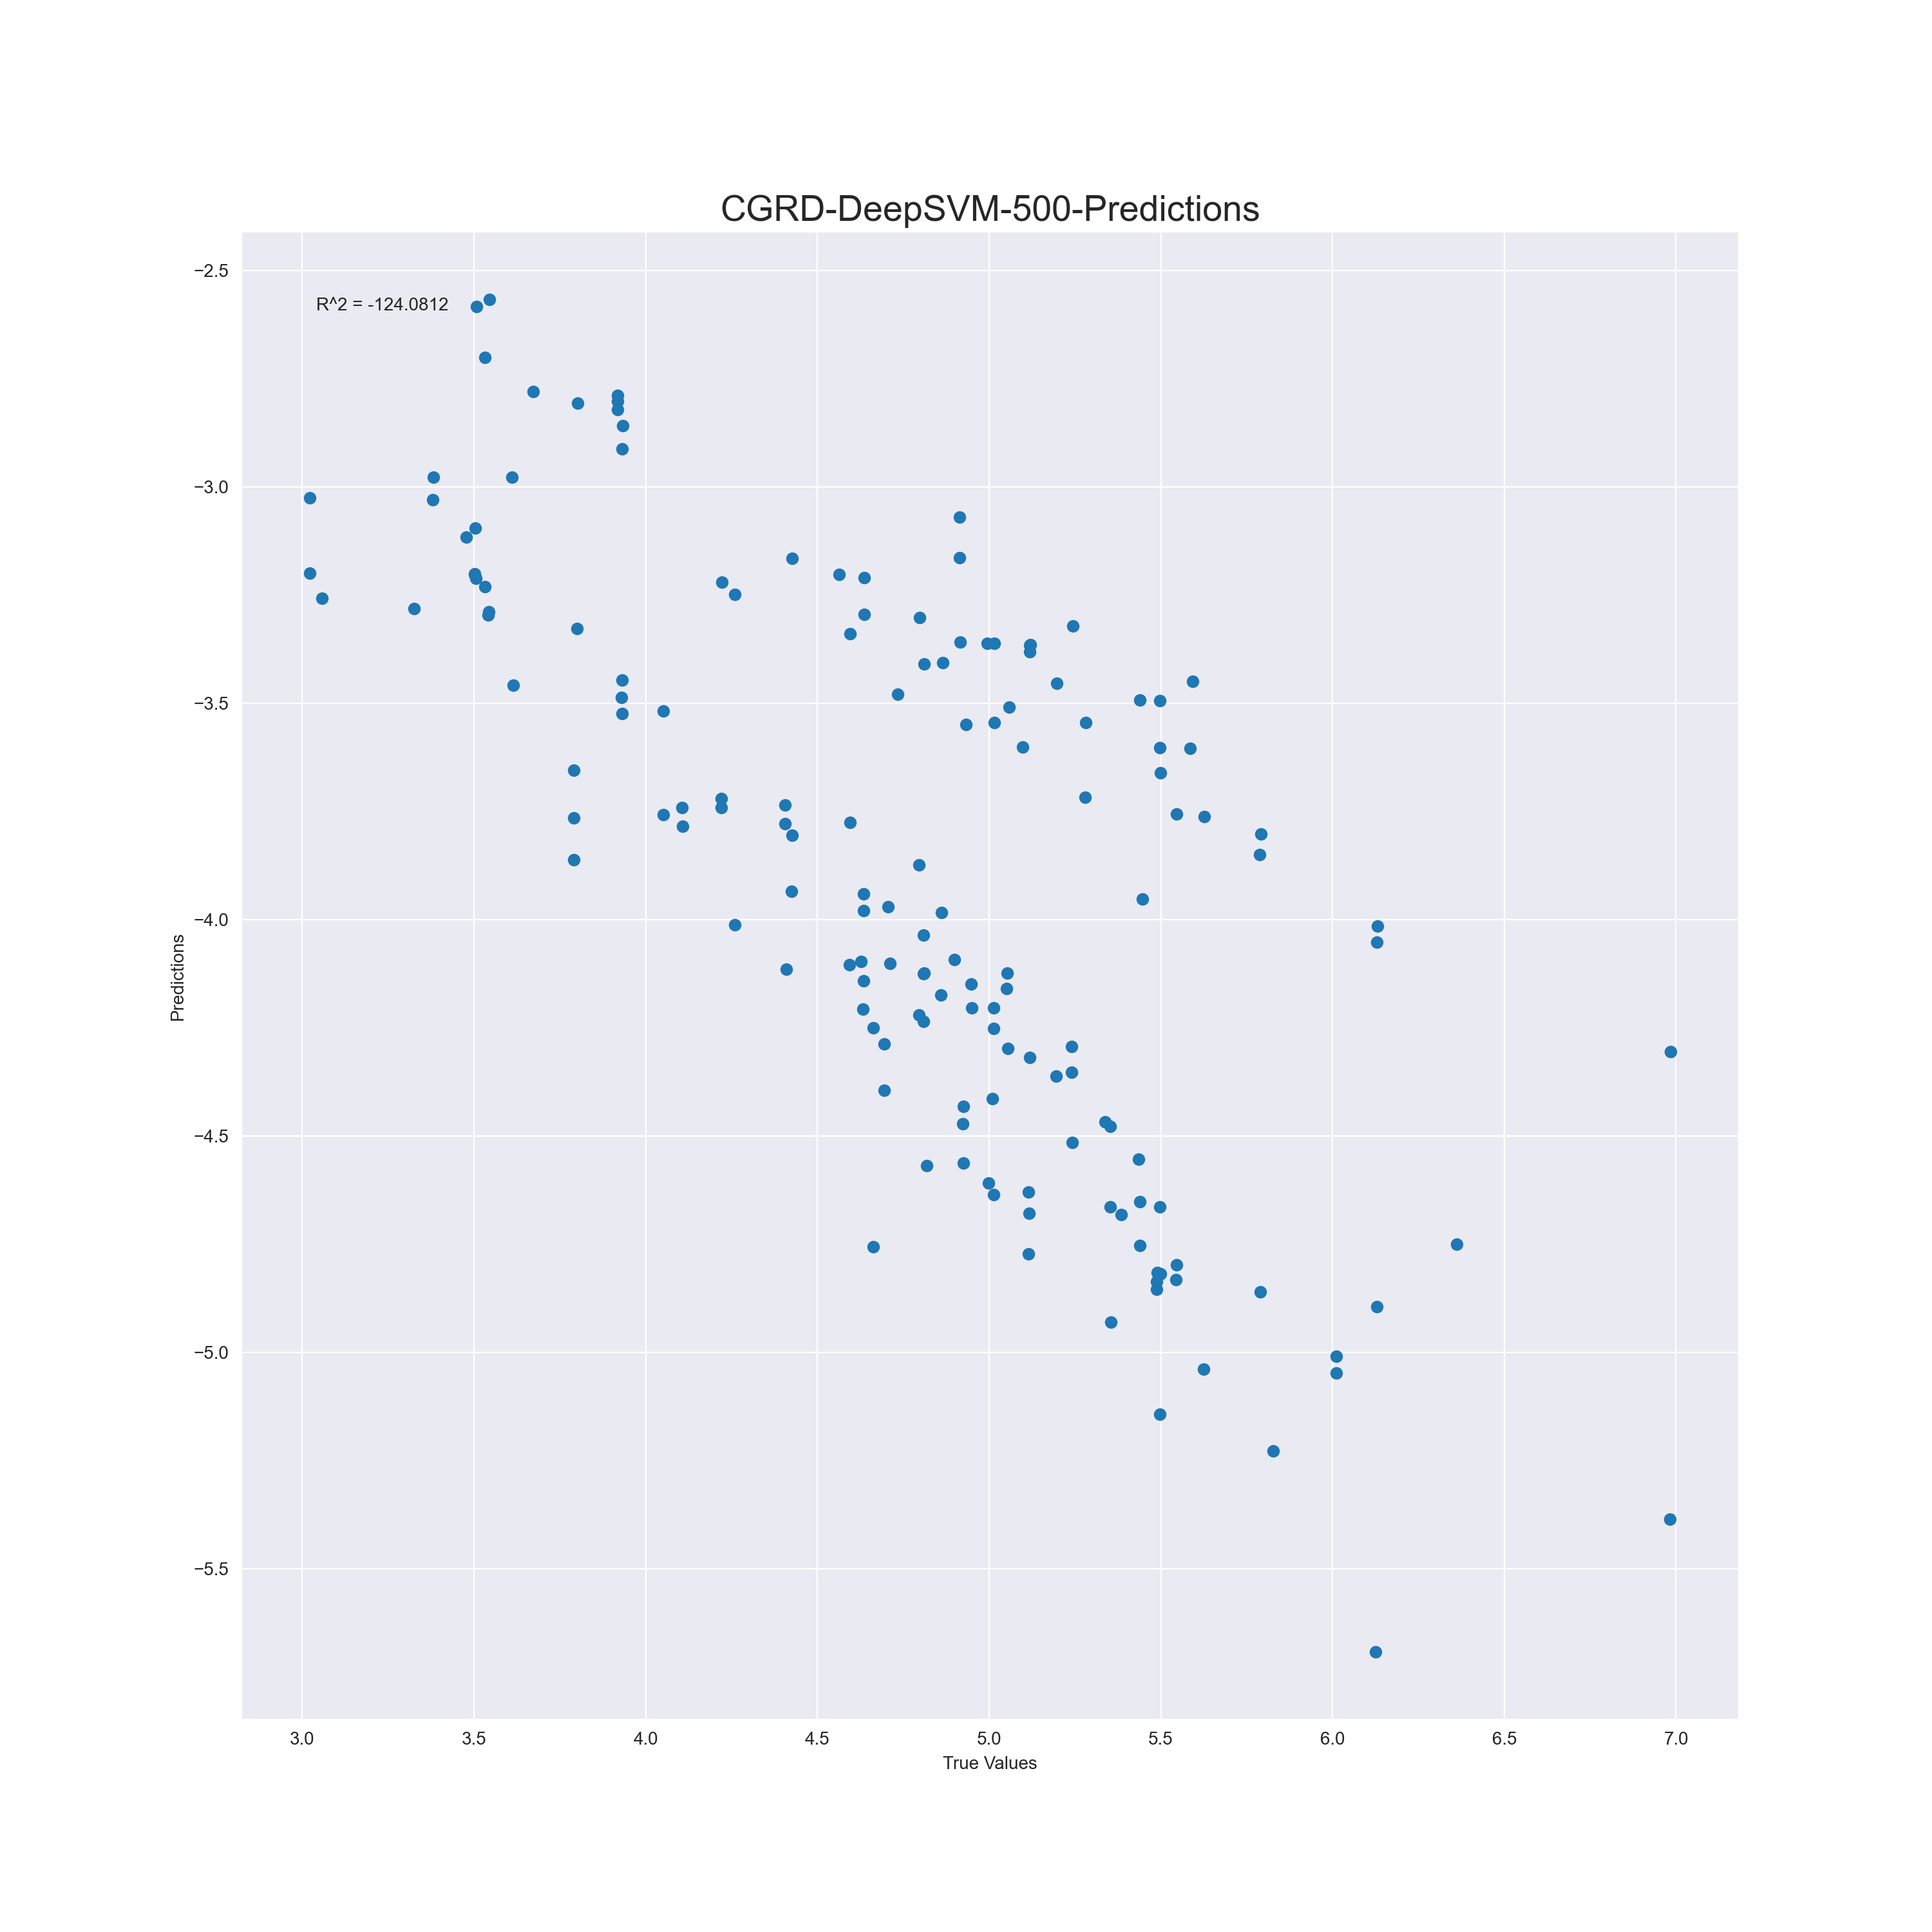 CGRD-DeepSVM-500-Predictions
R^2 = -124.0812
−2.5
−3.0
−3.5
−4.0
−4.5
−5.0
−5.5
Predictions
3.0 3.5 4.0 4.5 5.0 5.5 6.0 6.5 7.0
True Values